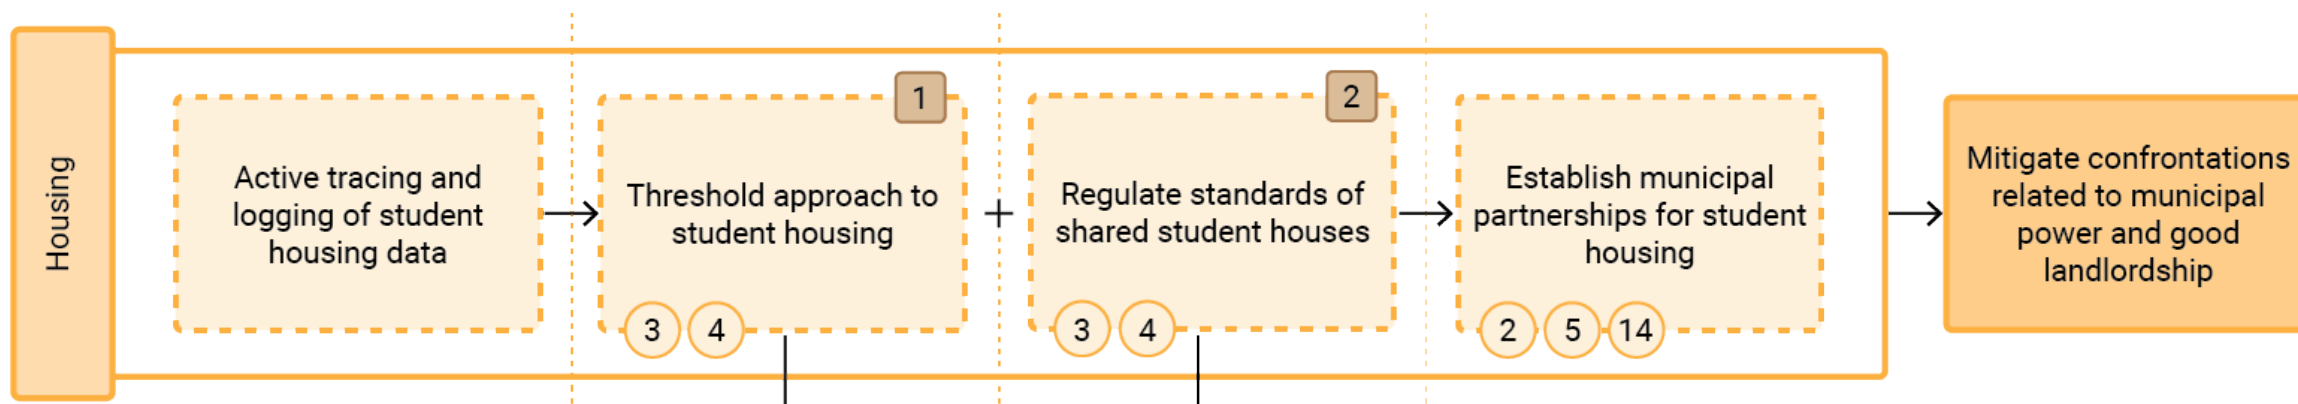 Housing
Active tracing and
logging of student
housing data
1
Threshold approach to
student housing
3 4
+
2
Regulate standards of
shared student houses
3 4
Establish municipal
partnerships for student
housing
2 5 14
Mitigate confrontations
related to municipal
power and good
landlordship